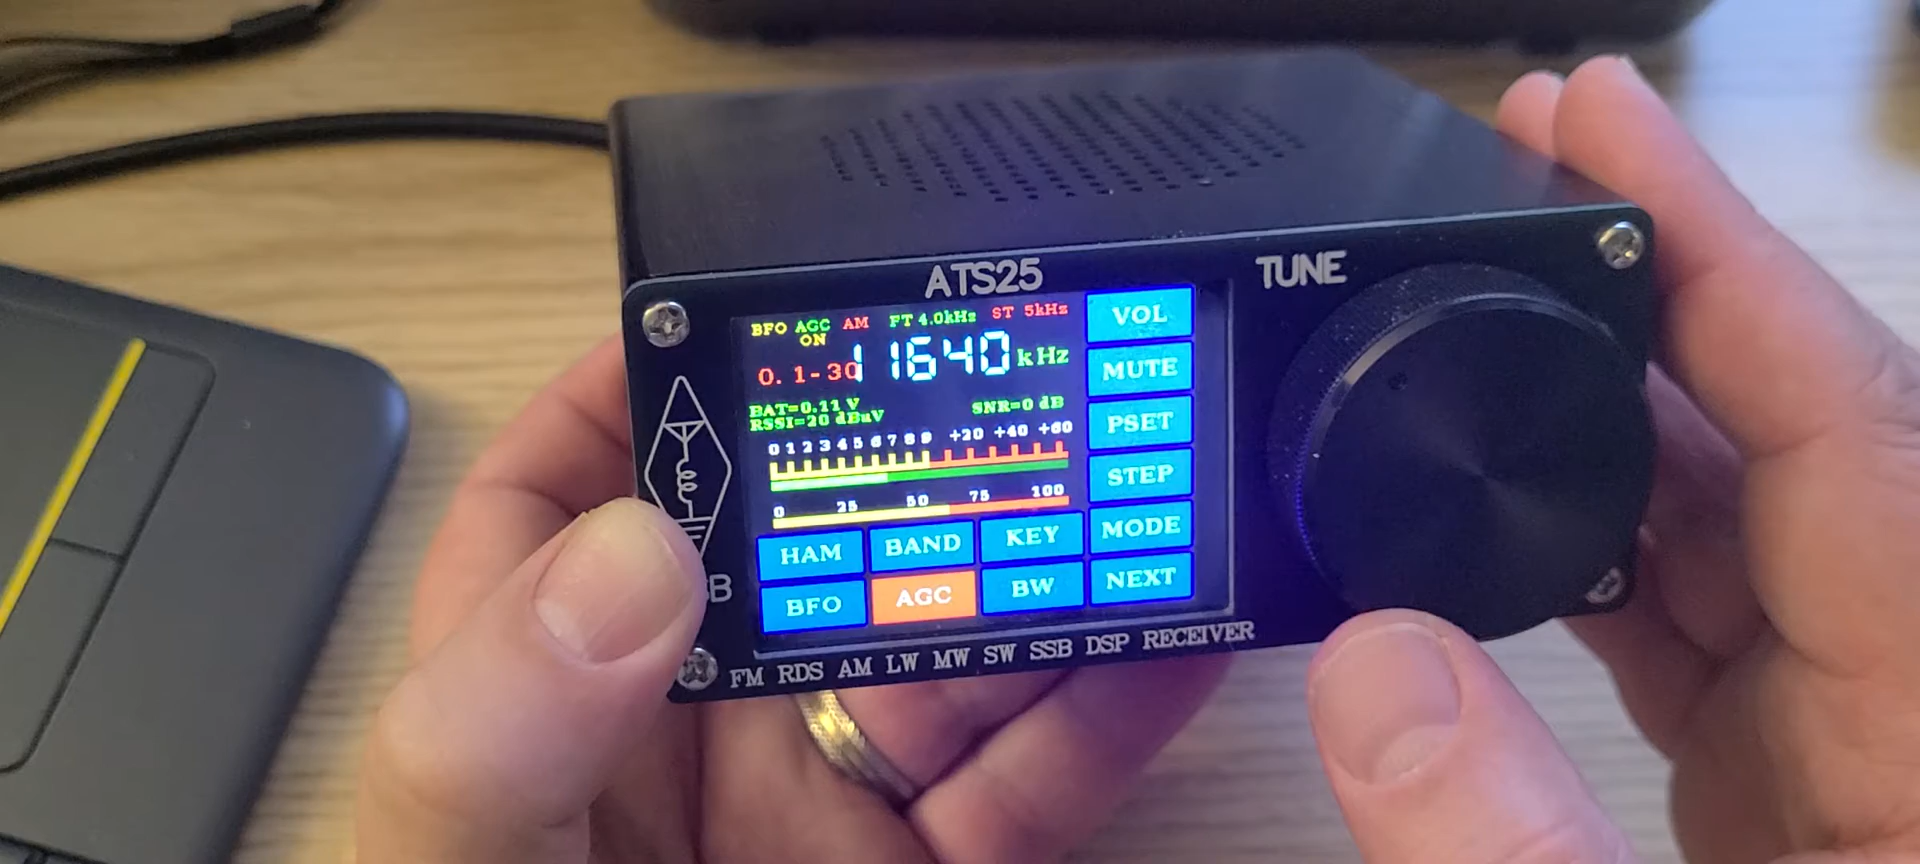 ATS25
TUNE
BFO AGC AM FT 4.0kHz ST 5kHz
ON
0.1-30 11640 kHz
BAT=0.11 V
RSSI=20 dBuV SNR=0 dB
0 1 2 3 4 5 6 7 8 9 +20 +40 +60
0 25 50 75 100
VOL
MUTE
PSET
STEP
HAM BAND KEY MODE
BFO AGC BW NEXT
B
FM RDS AM LW MW SW SSB DSP RECEIVER